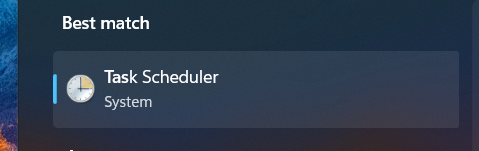 Best match
Task Scheduler
System